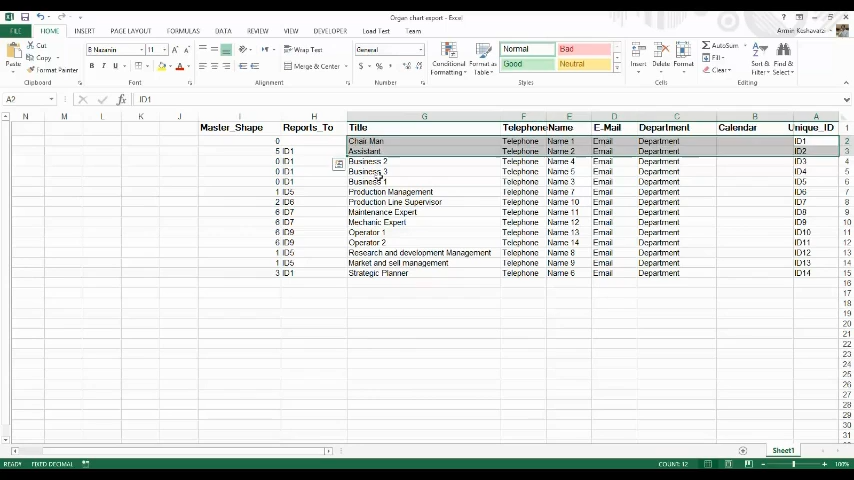 Organ chart export - Excel
Armin Keshavarzi
FILE HOME INSERT PAGE LAYOUT FORMULAS DATA REVIEW VIEW DEVELOPER Load Test Team
Cut
Copy
Format Painter
Paste
Clipboard
B Nazanin 11
B I U
Font
Wrap Text
Merge & Center
Alignment
General
$ %
Number
Conditional Formatting
Format as Table
Normal Bad
Good Neutral
Styles
Insert Delete Format
Cells
AutoSum
Fill
Clear
Sort & Filter
Find & Select
Editing
A2 ID1
N M L K J I H G F E D C B A
Master_Shape Reports_To Title Telephone Name E-Mail Department Calendar Unique_ID 1
0 Chair Man Telephone Name 1 Email Department ID1 2
5 ID1 Assistant Telephone Name 2 Email Department ID2 3
0 ID1 Business 2 Telephone Name 4 Email Department ID3 4
0 ID1 Business 3 Telephone Name 5 Email Department ID4 5
0 ID1 Business 1 Telephone Name 3 Email Department ID5 6
1 ID5 Production Management Telephone Name 7 Email Department ID6 7
2 ID6 Production Line Supervisor Telephone Name 10 Email Department ID7 8
6 ID7 Maintenance Expert Telephone Name 11 Email Department ID8 9
6 ID7 Mechanic Expert Telephone Name 12 Email Department ID9 10
6 ID9 Operator 1 Telephone Name 13 Email Department ID10 11
6 ID9 Operator 2 Telephone Name 14 Email Department ID11 12
1 ID5 Research and development Management Telephone Name 8 Email Department ID12 13
1 ID5 Market and sell management Telephone Name 9 Email Department ID13 14
3 ID1 Strategic Planner Telephone Name 6 Email Department ID14 15
16
17
18
19
20
21
22
23
24
25
26
27
28
29
30
31
Sheet1
READY FIXED DECIMAL COUNT: 12 100%